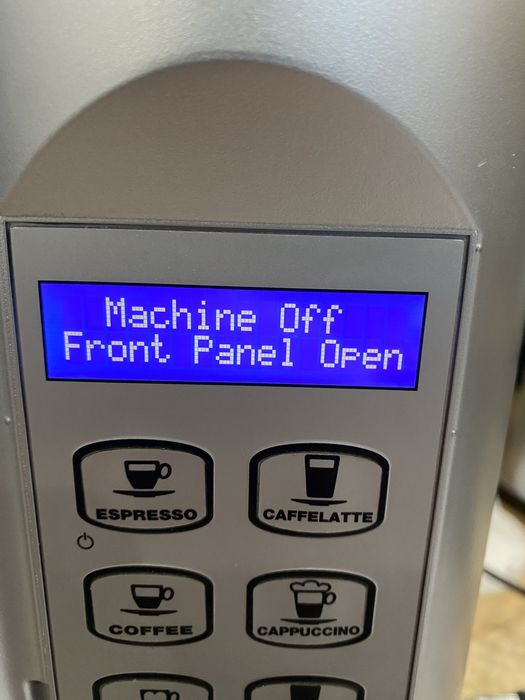 Machine Off
Front Panel Open
ESPRESSO
CAFFELATTE
COFFEE
CAPPUCCINO